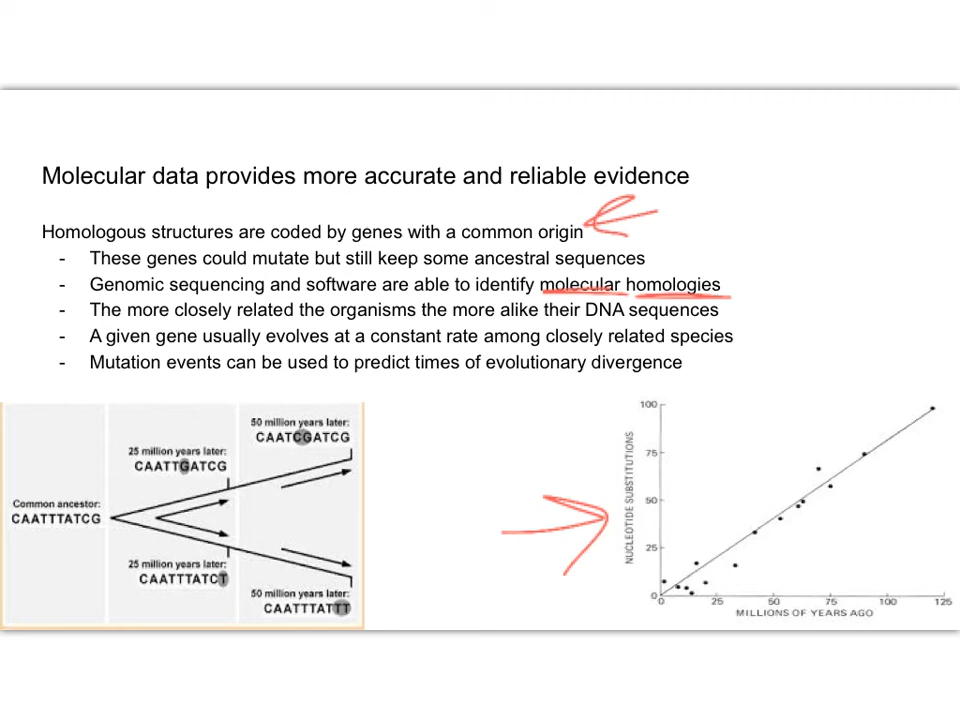 Molecular data provides more accurate and reliable evidence
Homologous structures are coded by genes with a common origin
- These genes could mutate but still keep some ancestral sequences
- Genomic sequencing and software are able to identify molecular homologies
- The more closely related the organisms the more alike their DNA sequences
- A given gene usually evolves at a constant rate among closely related species
- Mutation events can be used to predict times of evolutionary divergence
50 million years later:
CAATCGATCG
25 million years later:
CAATTGATCG
Common ancestor:
CAATTTATCG
25 million years later:
CAATTTATCT
50 million years later:
CAATTTATTT
NUCLEOTIDE SUBSTITUTIONS
100
75
50
25
0
0 25 50 75 100 125
MILLIONS OF YEARS AGO